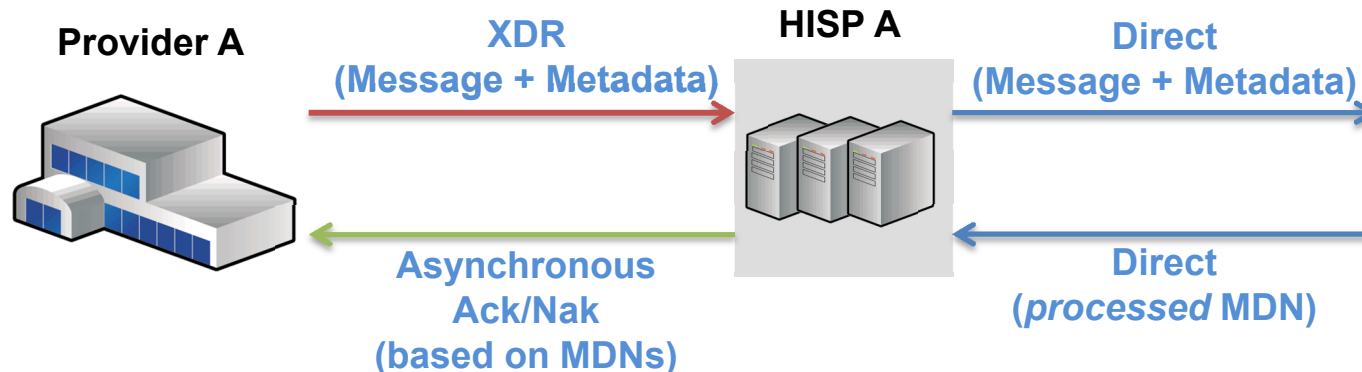 Provider A
XDR
(Message + Metadata)
HISP A
Direct
(Message + Metadata)
Asynchronous
Ack/Nak
(based on MDNs)
Direct
(processed MDN)